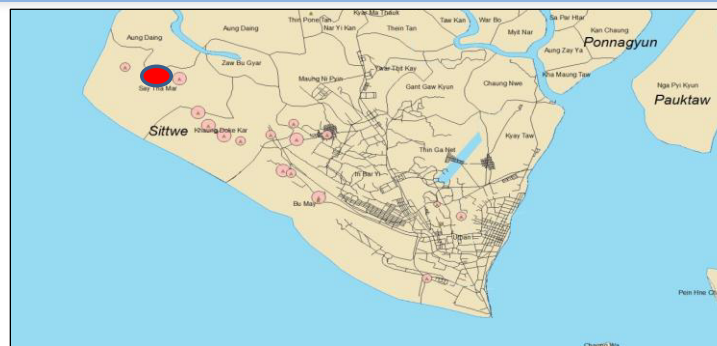 Kyar Ma Thauk
Thin Pone Tan
Aung Daing
Nar Yi Kan
Thein Tan
Taw Kan
War Bo
Sa Par Htar
Myit Nar
Kan Chaung
Aung Daing
Ponnagyun
Aung Zay Ya
Zaw Bu Gyar
Ywar Thit Kay
Maung Ni Pyin
Chaung Nwe
Kha Maung Taw
Say Tha Mar
Gant Gaw Kyun
Nga Pyi Kyun
Pauktaw
Sittwe
Khaung Doke Kar
Kyay Taw
Thin Ga Net
Bu May
Urban